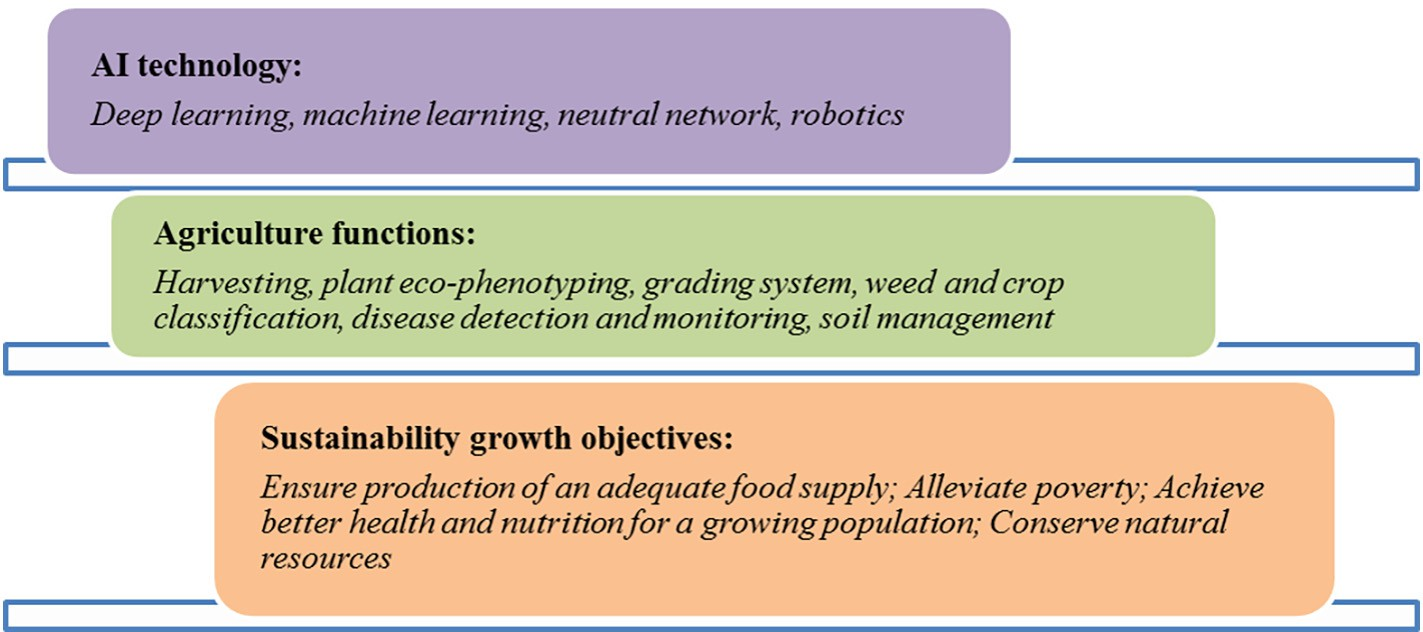 AI technology:
Deep learning, machine learning, neutral network, robotics
Agriculture functions:
Harvesting, plant eco-phenotyping, grading system, weed and crop
classification, disease detection and monitoring, soil management
Sustainability growth objectives:
Ensure production of an adequate food supply; Alleviate poverty; Achieve
better health and nutrition for a growing population; Conserve natural
resources